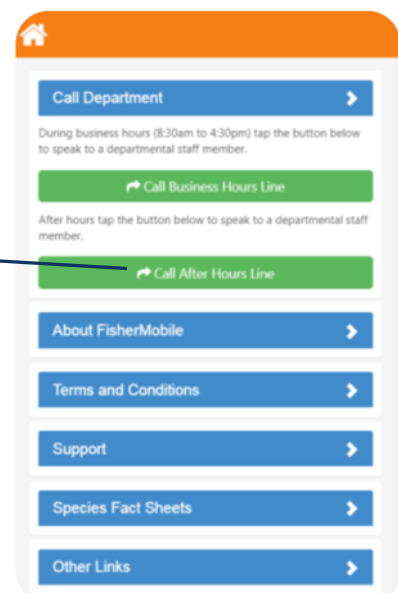 Call Department
During business hours (8:30am to 4:30pm) tap the button below
to speak to a departmental staff member.
Call Business Hours Line
After hours tap the button below to speak to a departmental staff
member.
Call After Hours Line
About FisherMobile
Terms and Conditions
Support
Species Fact Sheets
Other Links